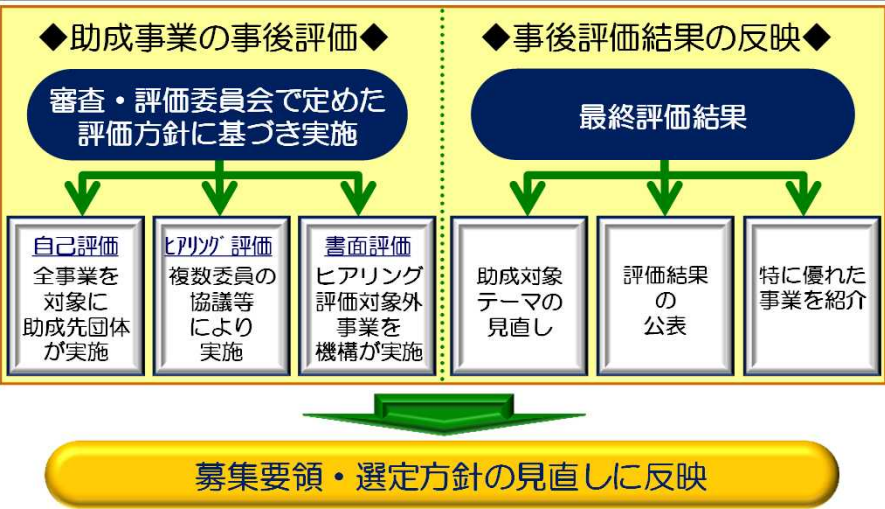 ◆助成事業の事後評価◆
審査・評価委員会で定めた
評価方針に基づき実施
自己評価
全事業を
対象に
助成先団体
が実施
ﾋｱﾘﾝｸﾞ評価
複数委員の
協議等
により
実施
書面評価
ヒアリング
評価対象外
事業を
機構が実施
◆事後評価結果の反映◆
最終評価結果
助成対象
テーマの
見直し
評価結果
の
公表
特に優れた
事業を紹介
募集要領・選定方針の見直しに反映